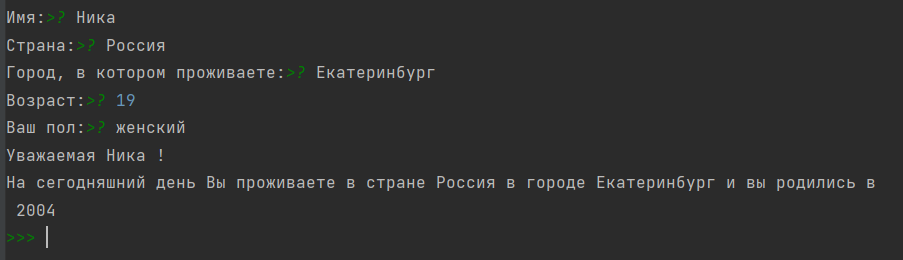 Имя:>? Ника
Страна:>? Россия
Город, в котором проживаете:>? Екатеринбург
Возраст:>? 19
Ваш пол:>? женский
Уважаемая Ника !
На сегодняшний день Вы проживаете в стране Россия в городе Екатеринбург и вы родились в
2004
>>>